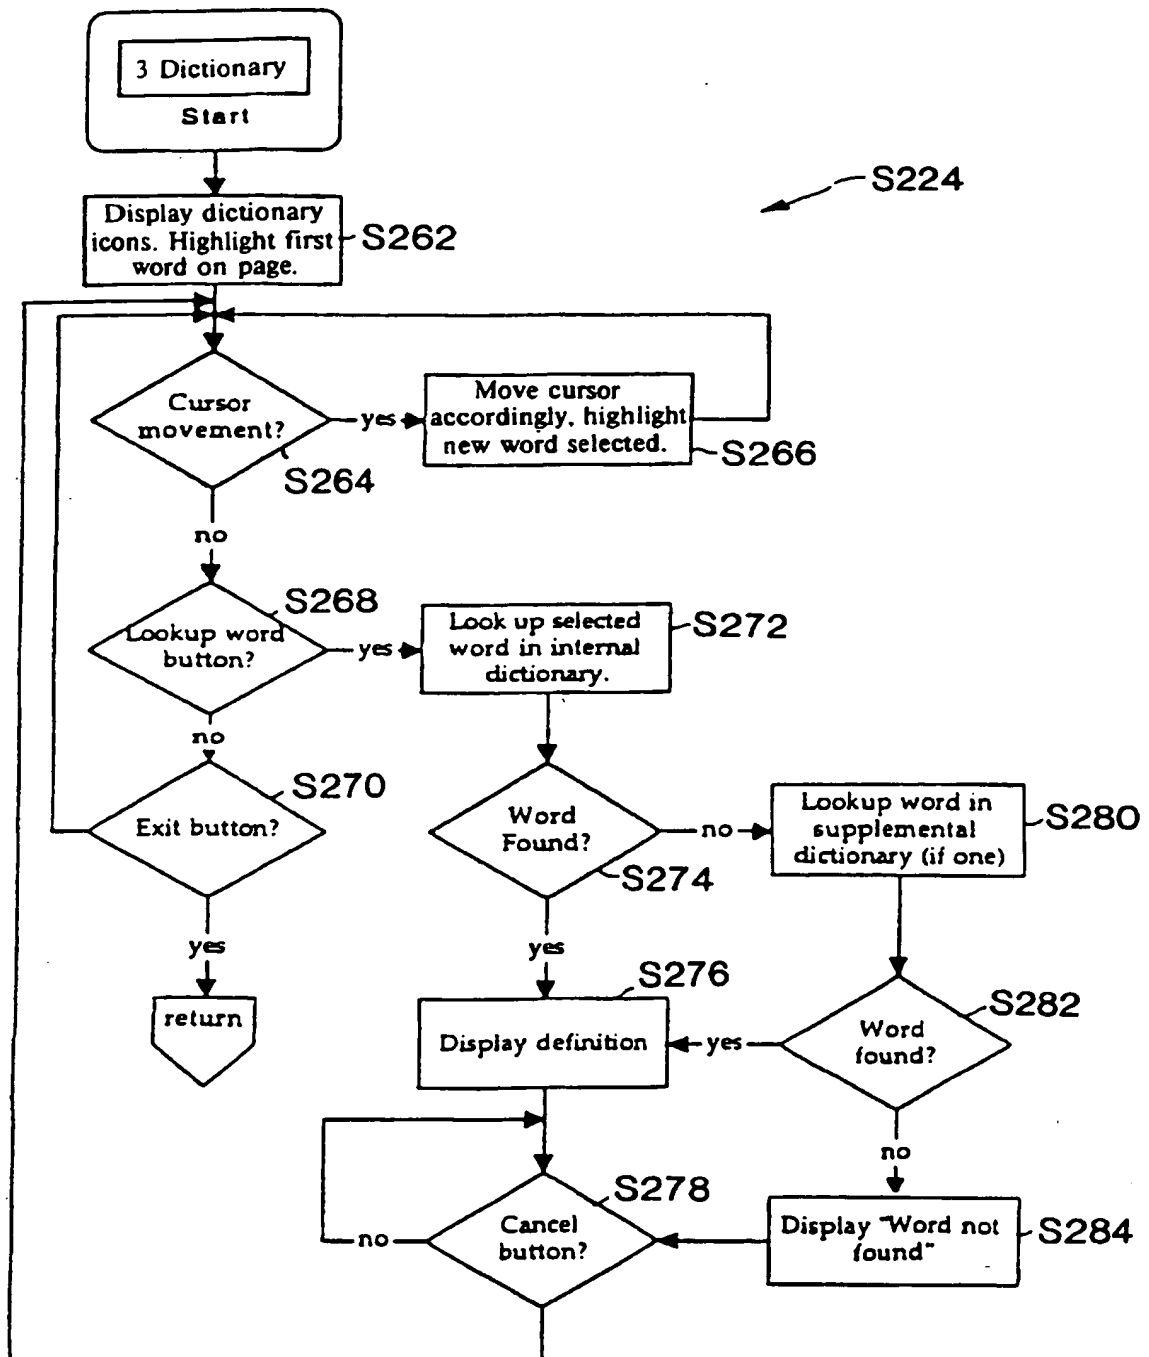 3 Dictionary
Start
S224
Display dictionary
icons. Highlight first
word on page.
S262
Cursor
movement?
S264
yes
Move cursor
accordingly, highlight
new word selected.
S266
no
Lookup word
button?
S268
yes
Look up selected
word in internal
dictionary.
S272
no
Exit button?
S270
Word
Found?
S274
no
Lookup word in
supplemental
dictionary (if one)
S280
yes
return
yes
S276
Display definition
yes
Word
found?
S282
no
Cancel
button?
S278
no
Display "Word not
found"
S284